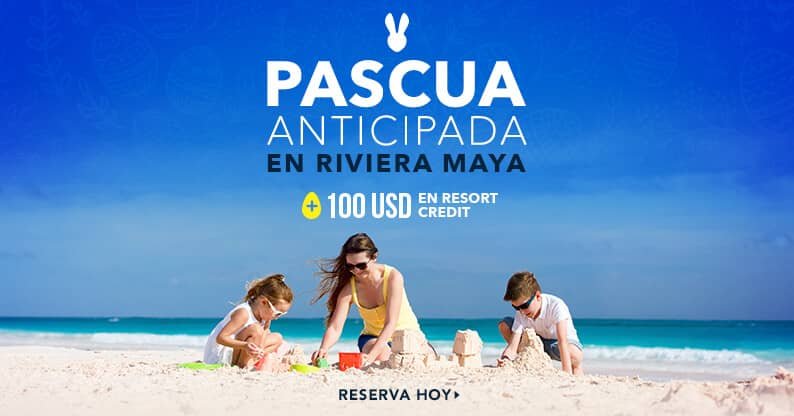 PASCUA
ANTICIPADA
EN RIVIERA MAYA
+ 100 USD EN RESORT
CREDIT
RESERVA HOY